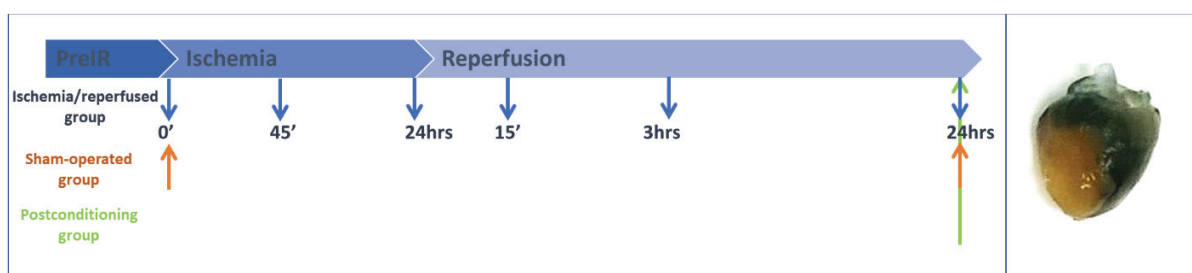 PreIR Ischemia Reperfusion
Ischemia/reperfused
group
0' 45' 24hrs 15' 3hrs 24hrs
Sham-operated
group
Postconditioning
group